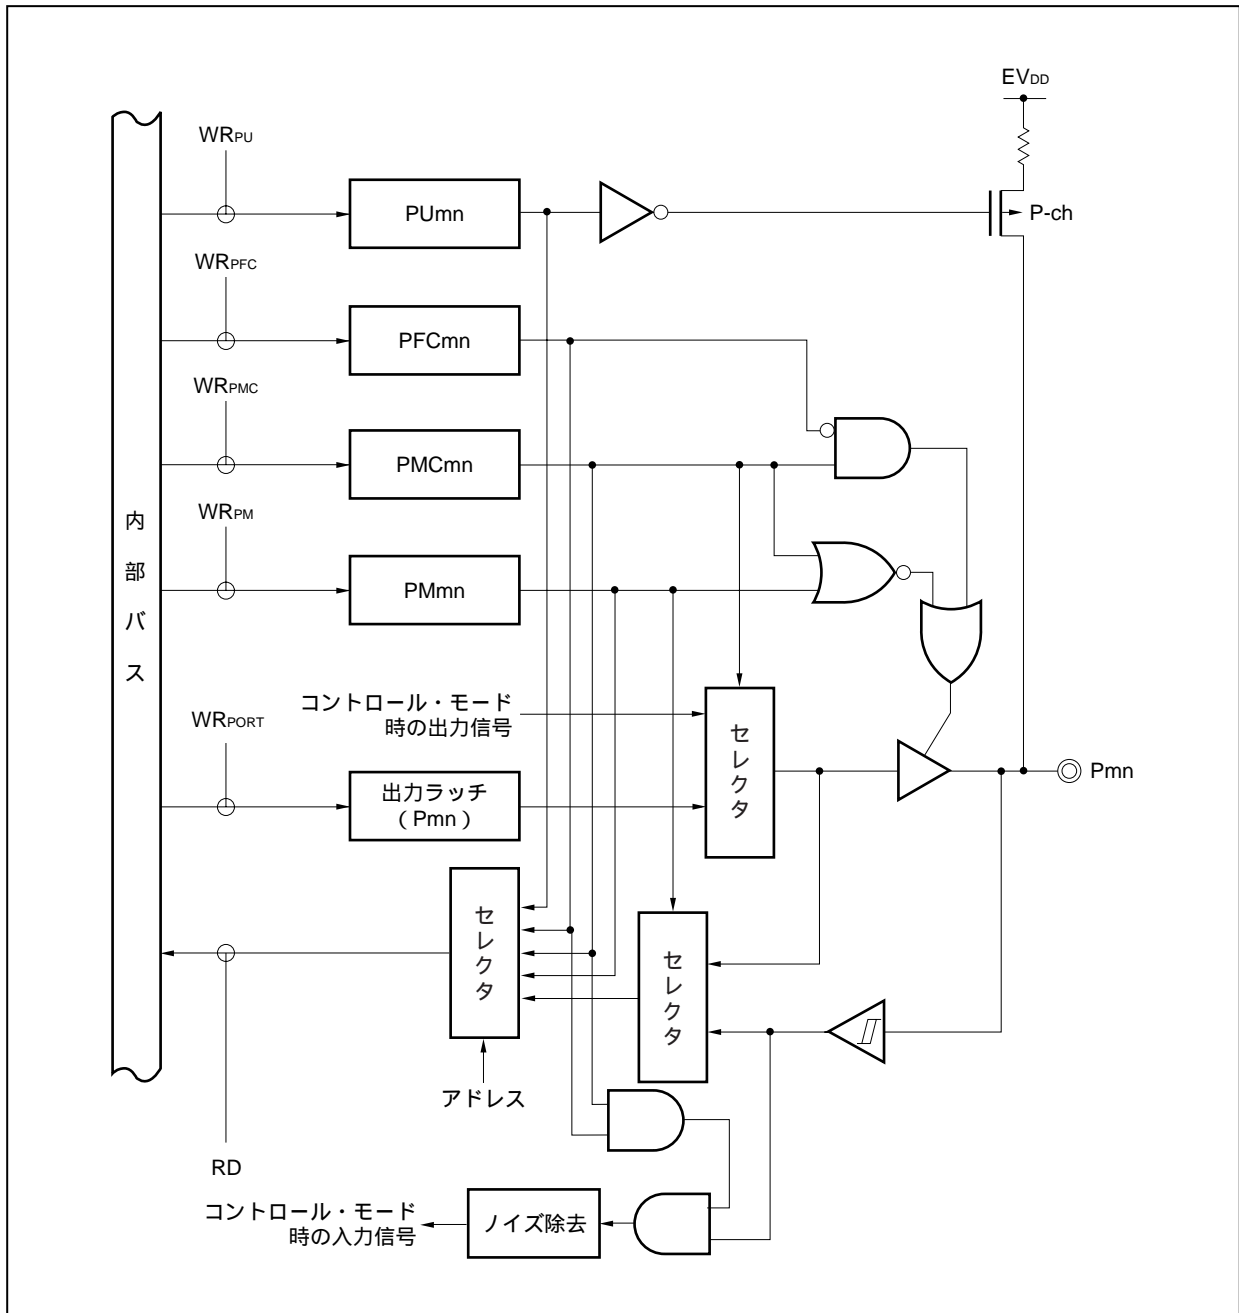 EVDD
WRPU
PUmn
P-ch
WRPFC
PFCmn
WRPMC
PMCmn
内部バス
WRPM
PMmn
コントロール・モード
時の出力信号
セレクタ
WRPORT
出力ラッチ
（Pmn）
Pmn
セレクタ
セレクタ
アドレス
RD
コントロール・モード
時の入力信号
ノイズ除去